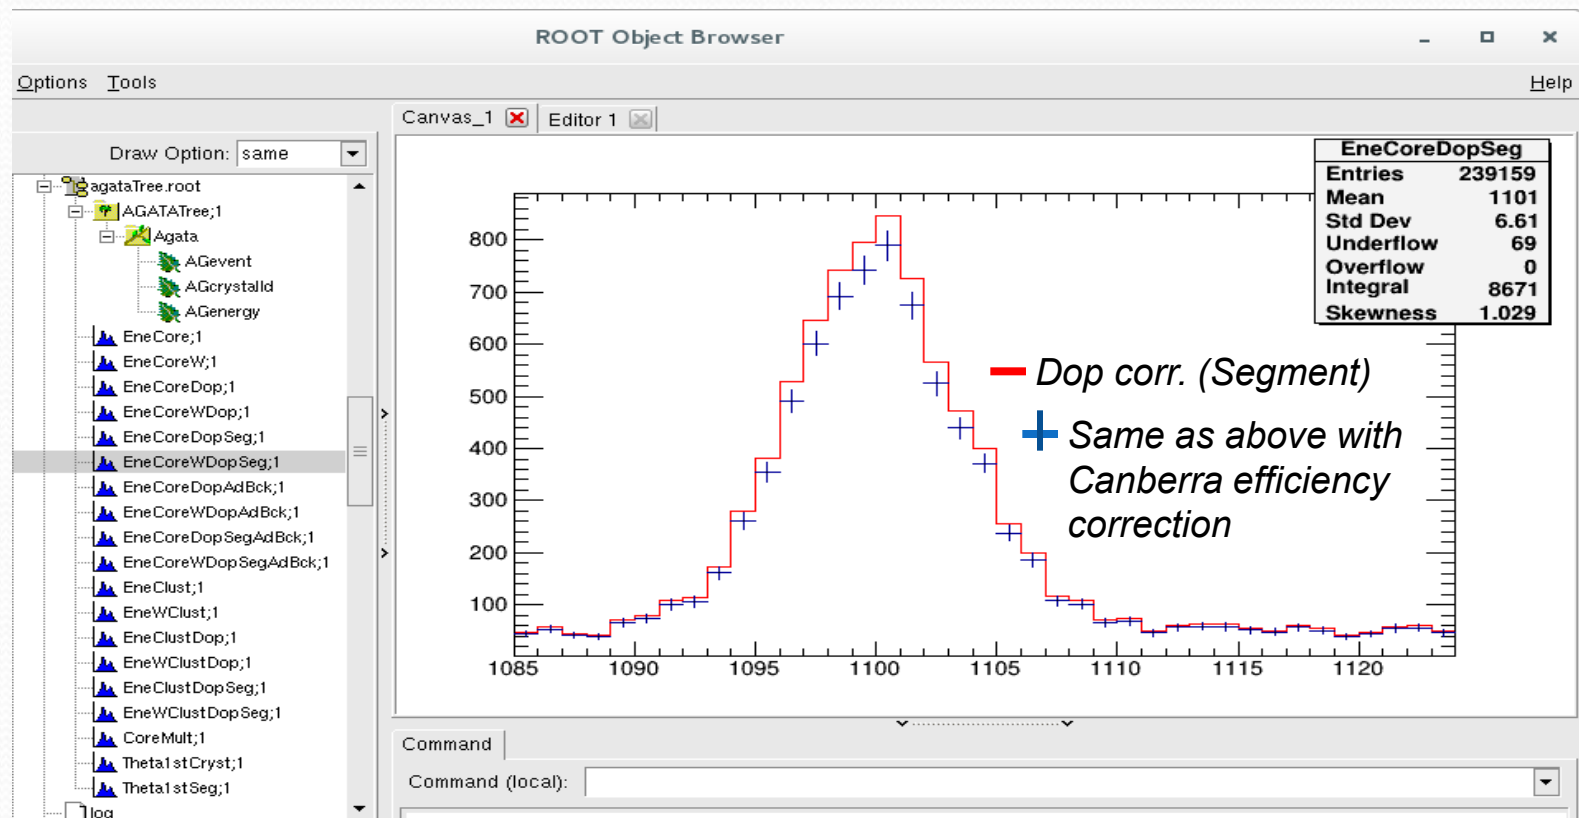 ROOT Object Browser
Options Tools Help
Canvas_1 Editor 1
Draw Option: same
agataTree.root
AGATATree;1
Agata
AGevent
AGcrystalId
AGenergy
EneCore;1
EneCoreW;1
EneCoreDop;1
EneCoreWDop;1
EneCoreDopSeg;1
EneCoreWDopSeg;1
EneCoreDopAdBck;1
EneCoreWDopAdBck;1
EneCoreDopSegAdBck;1
EneCoreWDopSegAdBck;1
EneClust;1
EneWClust;1
EneClustDop;1
EneWClustDop;1
EneClustDopSeg;1
EneWClustDopSeg;1
CoreMult;1
Theta1stCryst;1
Theta1stSeg;1
log
EneCoreDopSeg
Entries 239159
Mean 1101
Std Dev 6.61
Underflow 69
Overflow 0
Integral 8671
Skewness 1.029
800
700
600
500
400
300
200
100
1085 1090 1095 1100 1105 1110 1115 1120
Dop corr. (Segment)
Same as above with
Canberra efficiency
correction
Command
Command (local):